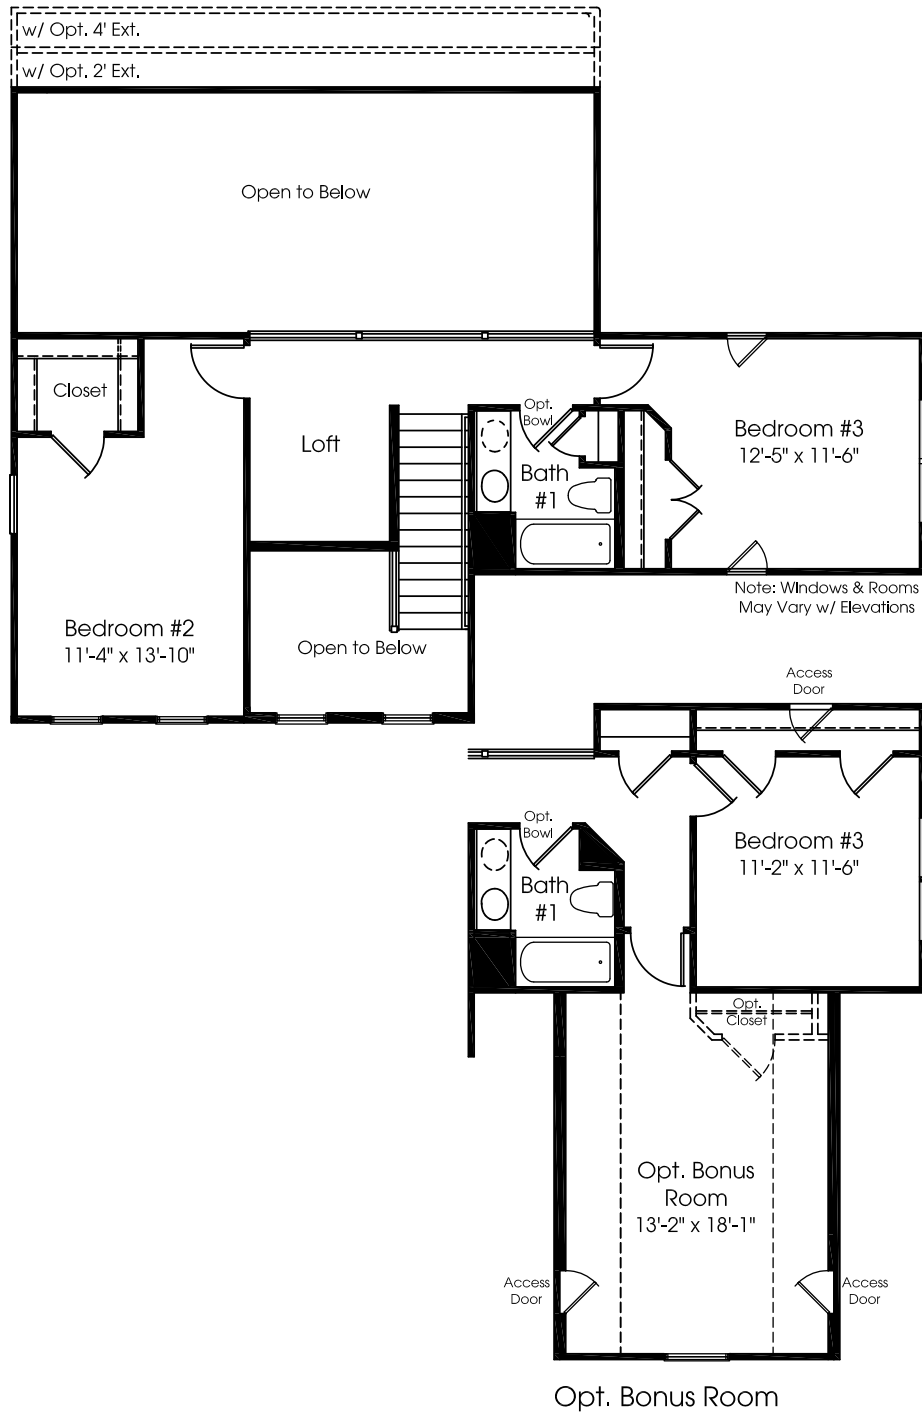 w/ Opt. 4' Ext.
w/ Opt. 2' Ext.
Open to Below
Closet
Loft
Opt.
Bowl
Bath
#1
Bedroom #3
12'-5" x 11'-6"
Note: Windows & Rooms
May Vary w/ Elevations
Bedroom #2
11'-4" x 13'-10"
Open to Below
Access
Door
Opt.
Bowl
Bath
#1
Bedroom #3
11'-2" x 11'-6"
Opt.
Closet
Opt. Bonus
Room
13'-2" x 18'-1"
Access
Door
Access
Door
Opt. Bonus Room